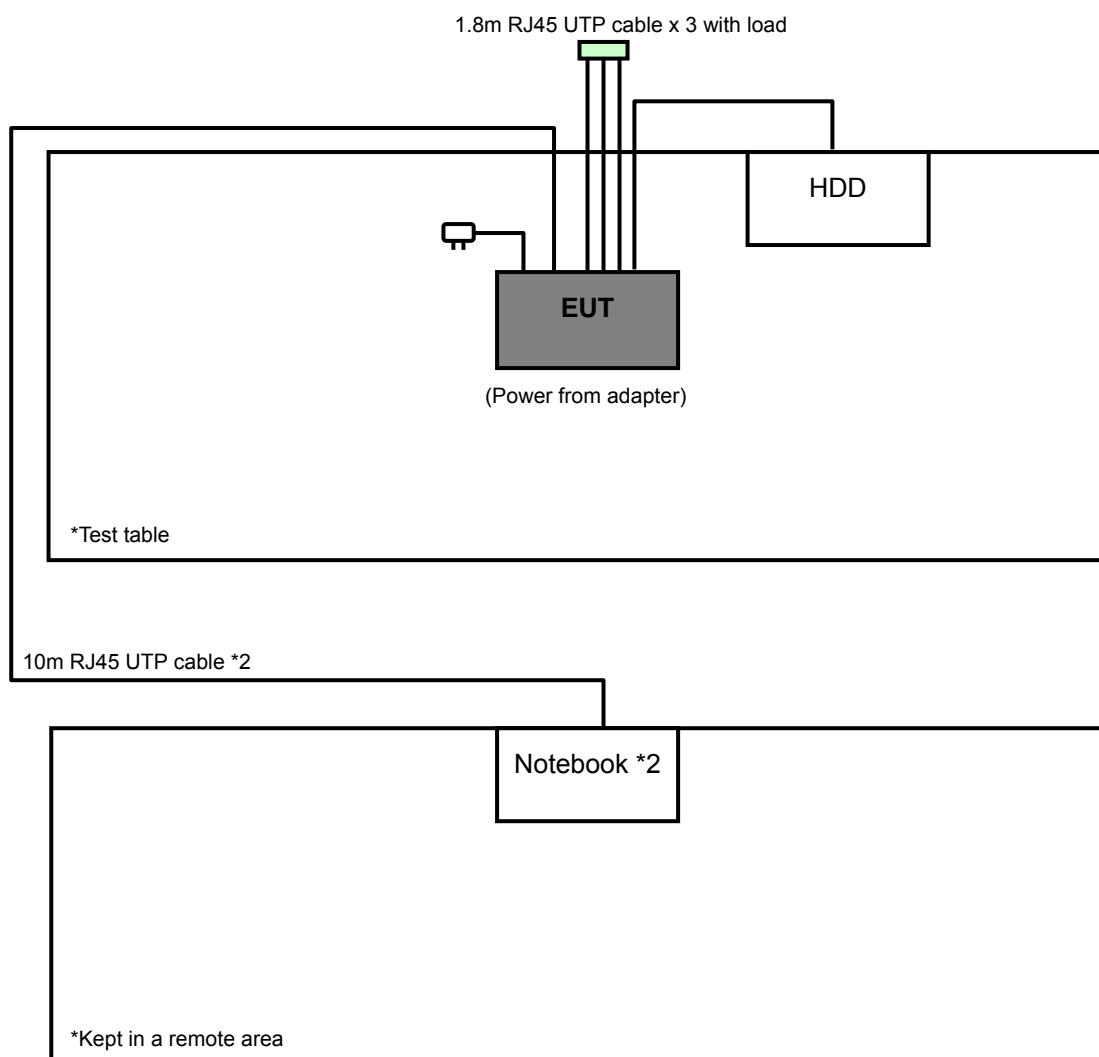 1.8m RJ45 UTP cable x 3 with load
HDD
EUT
(Power from adapter)
*Test table
10m RJ45 UTP cable *2
Notebook *2
*Kept in a remote area